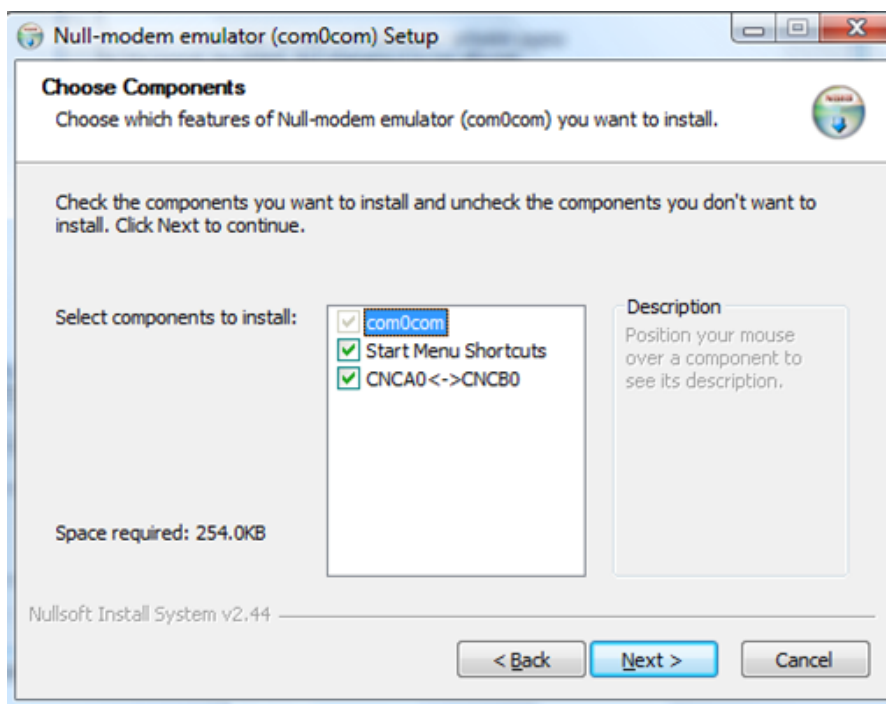 Null-modem emulator (com0com) Setup
Choose Components
Choose which features of Null-modem emulator (com0com) you want to install.
Check the components you want to install and uncheck the components you don't want to
install. Click Next to continue.
Select components to install:
com0com
Start Menu Shortcuts
CNCA0<->CNCB0
Description
Position your mouse
over a component to
see its description.
Space required: 254.0KB
Nullsoft Install System v2.44
< Back
Next >
Cancel